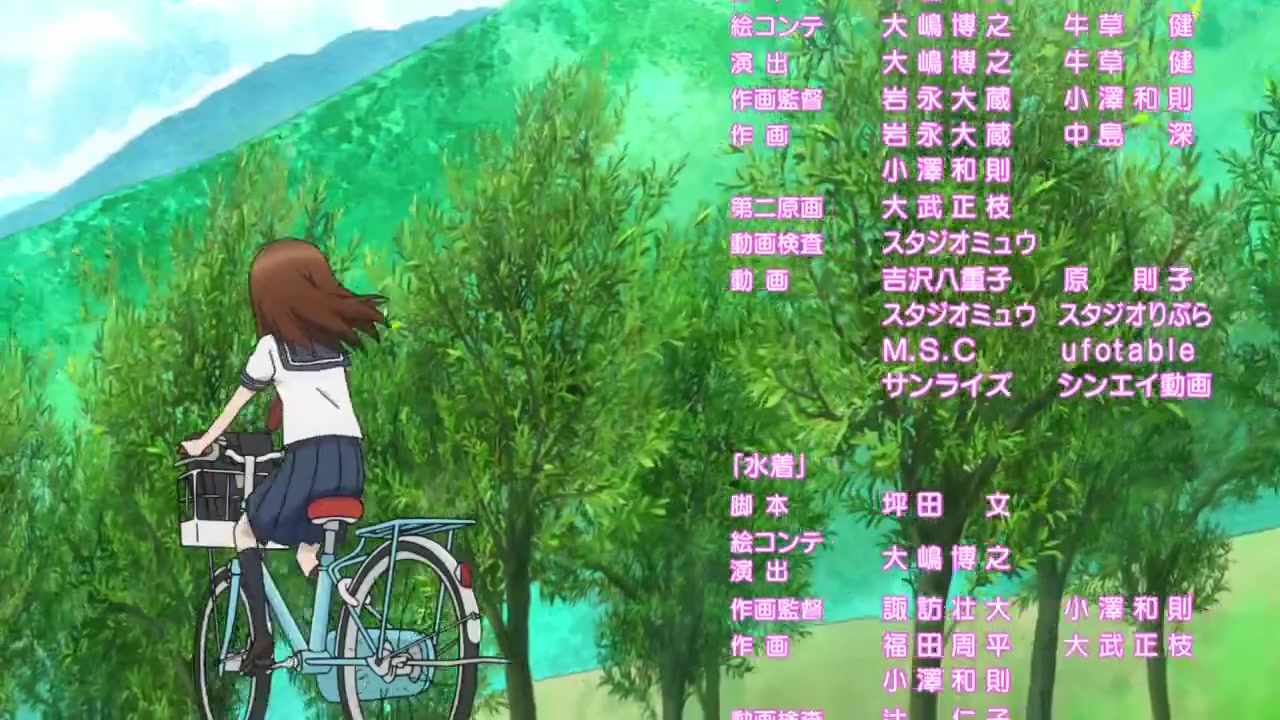 絵コンテ 大嶋博之 牛草 健
演出 大嶋博之 牛草 健
作画監督 岩永大蔵 小澤和則
作画 岩永大蔵 中島 深
小澤和則
第二原画 大武正枝
動画検査 スタジオミュウ
動画 吉沢八重子 原 則子
スタジオミュウ スタジオりぶら
M.S.C ufotable
サンライズ シンエイ動画
「水着」
脚本 坪田 文
絵コンテ
演出 大嶋博之
作画監督 諏訪壮大 小澤和則
作画 福田周平 大武正枝
小澤和則
動画検査 辻 仁子